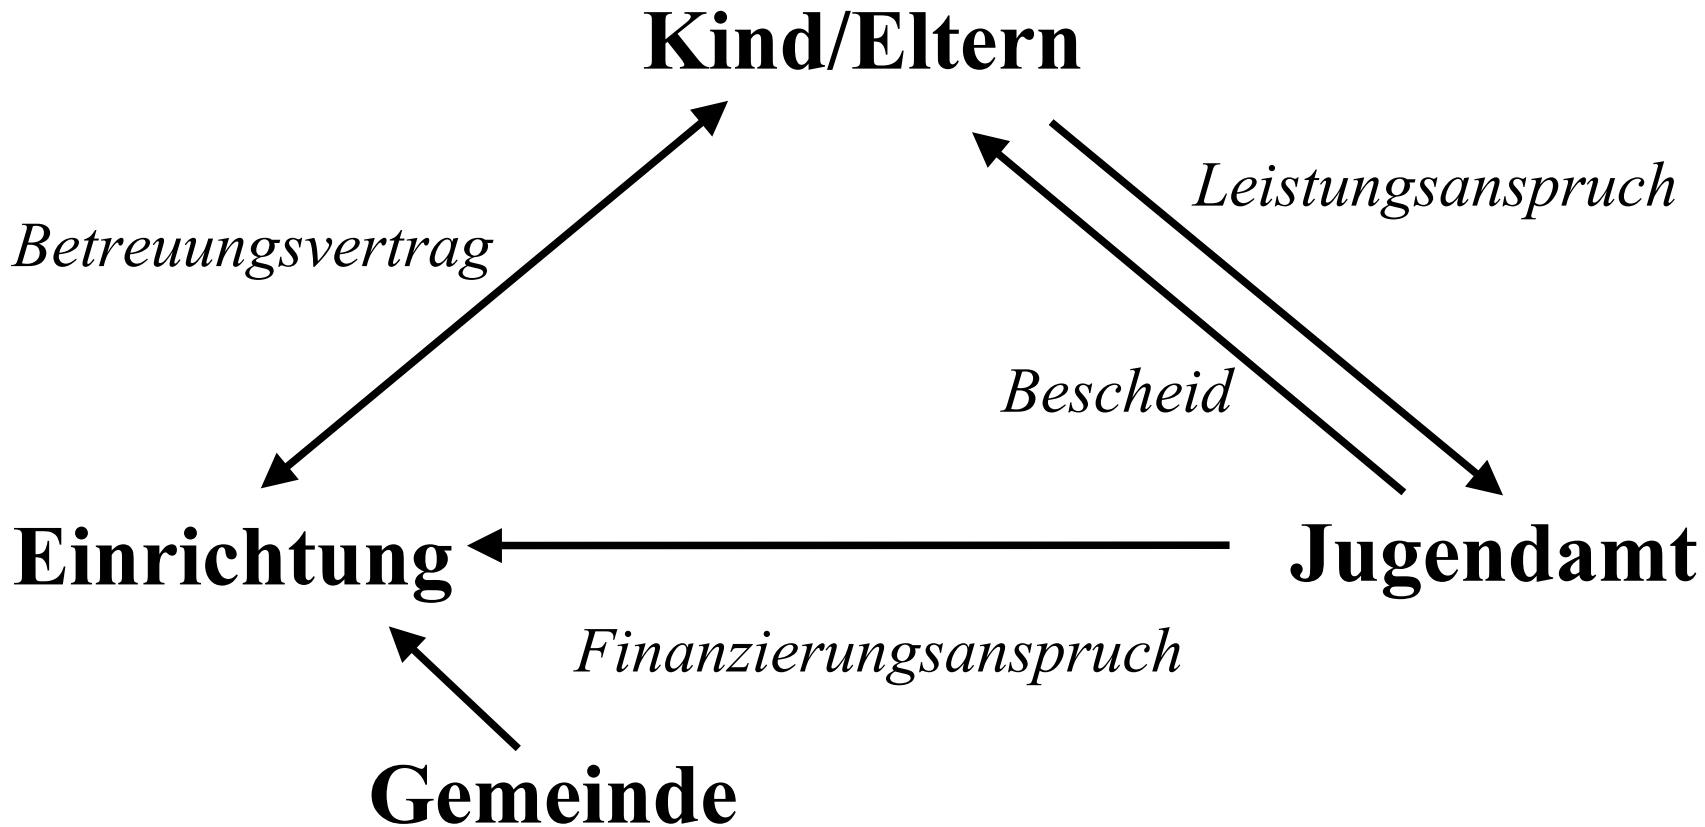 Kind/Eltern
Leistungsanspruch
Betreuungsvertrag
Bescheid
Einrichtung
Jugendamt
Finanzierungsanspruch
Gemeinde